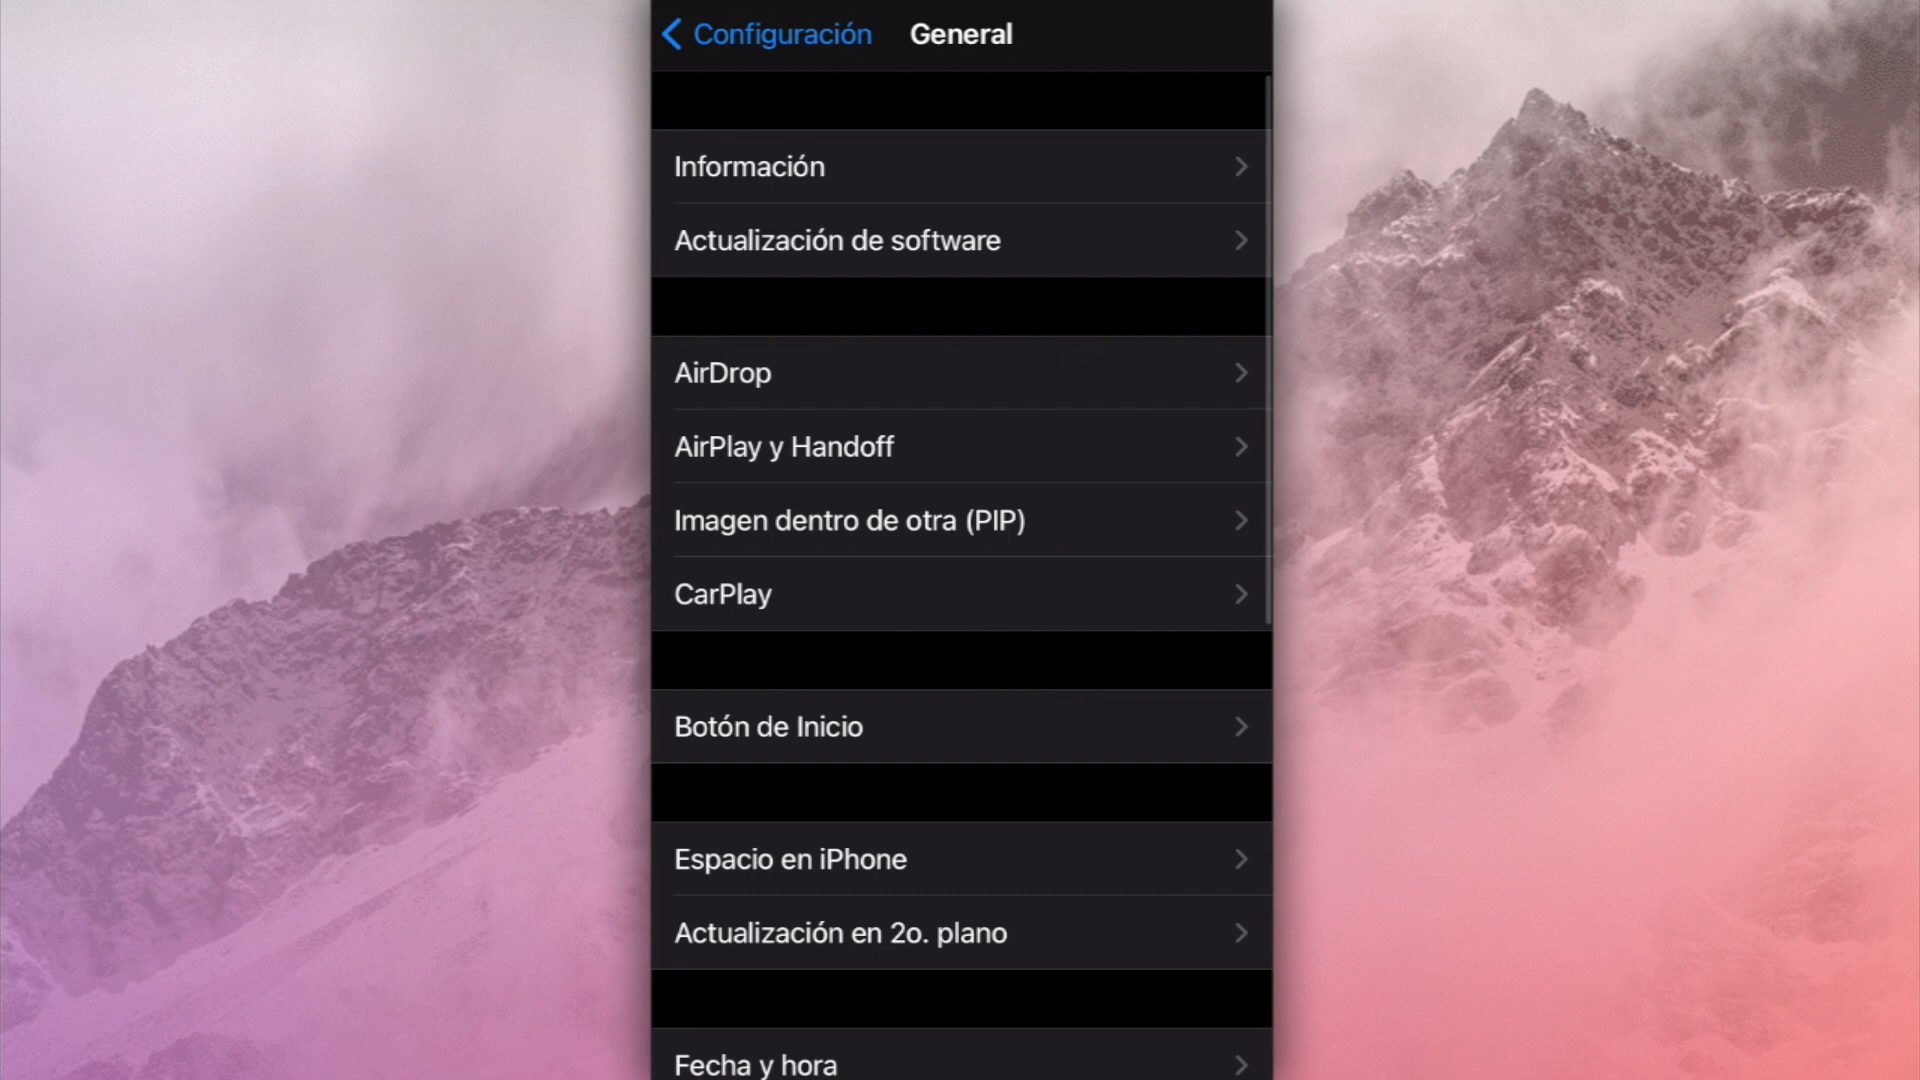 Configuración General
Información
Actualización de software
AirDrop
AirPlay y Handoff
Imagen dentro de otra (PIP)
CarPlay
Botón de Inicio
Espacio en iPhone
Actualización en 2o. plano
Fecha y hora